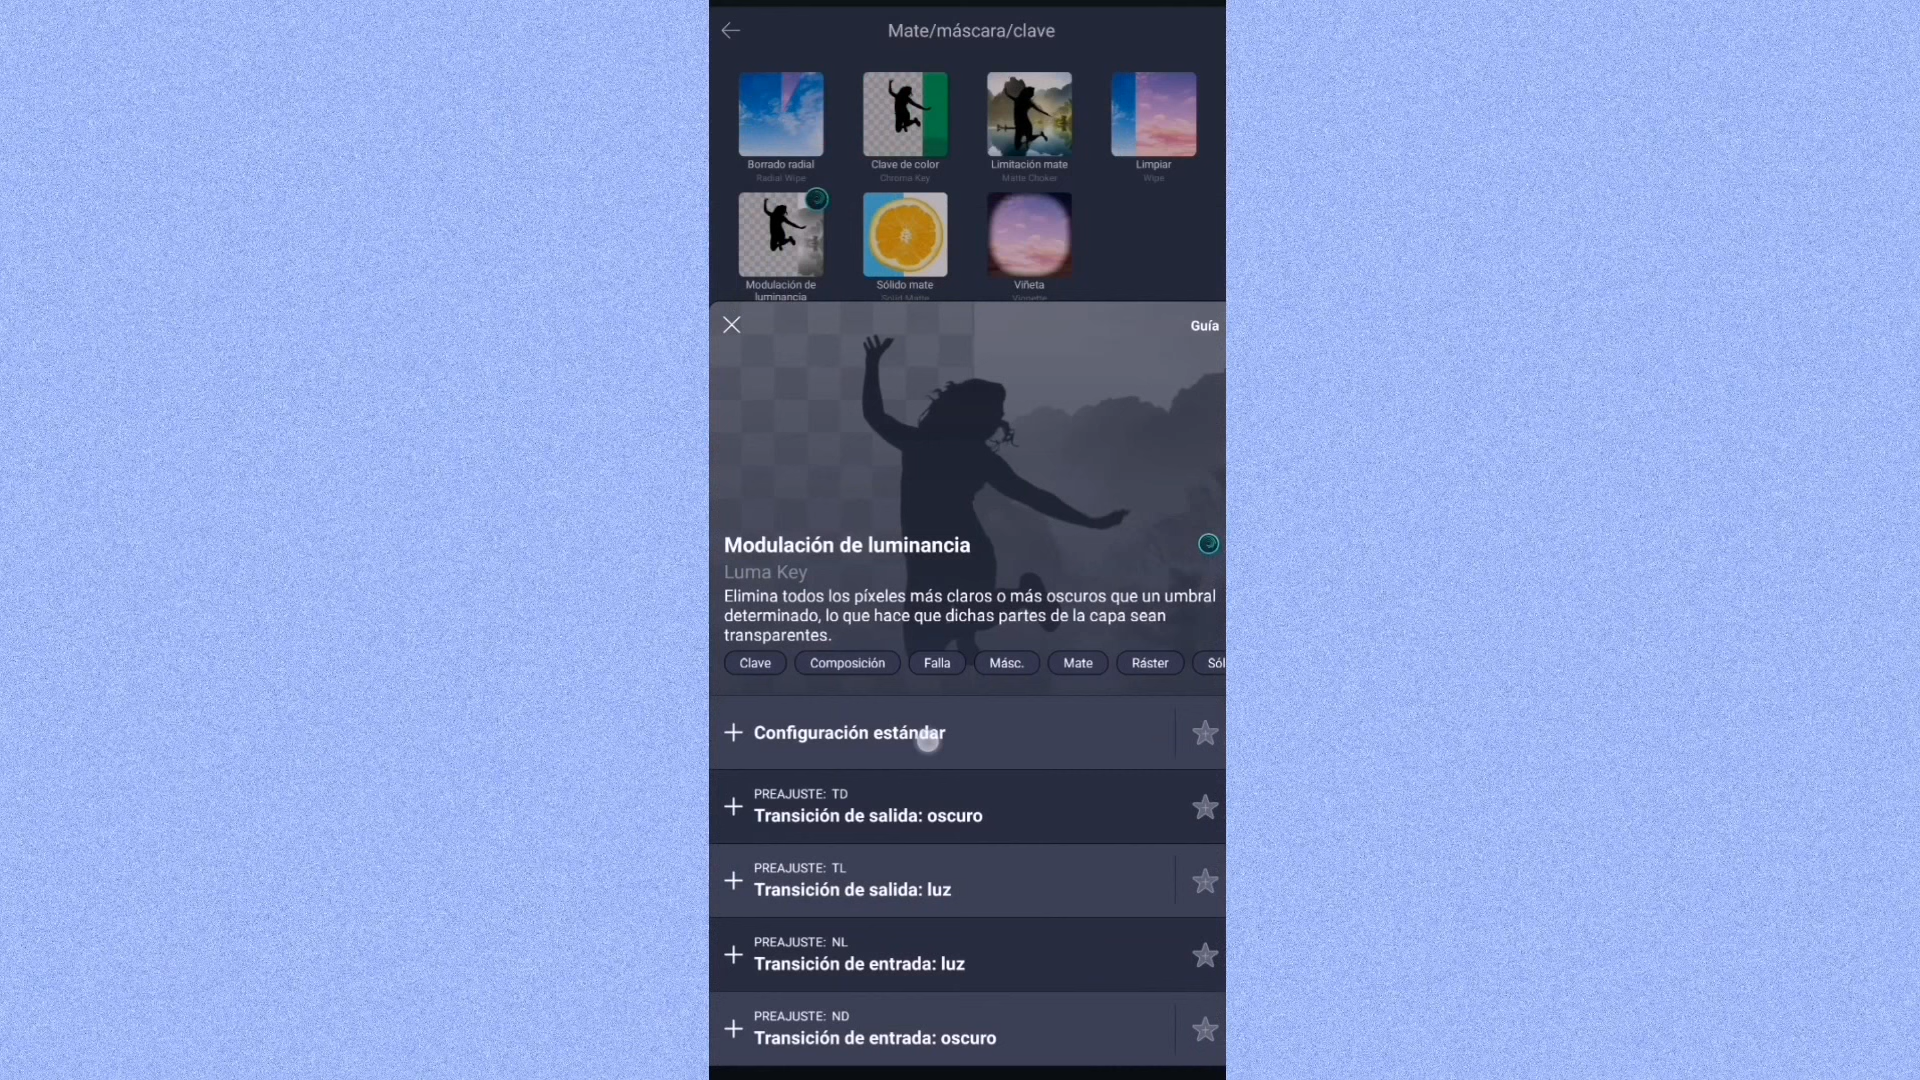 Mate/máscara/clave
Borrado radial
Radial Wipe
Clave de color
Chroma Key
Limitación mate
Matte Choker
Limpiar
Wipe
Modulación de
luminancia
Sólido mate
Solid Matte
Viñeta
Vignette
Guía
Modulación de luminancia
Luma Key
Elimina todos los píxeles más claros o más oscuros que un umbral
determinado, lo que hace que dichas partes de la capa sean
transparentes.
Clave
Composición
Falla
Másc.
Mate
Ráster
Sól
Configuración estándar
PREAJUSTE: TD
Transición de salida: oscuro
PREAJUSTE: TL
Transición de salida: luz
PREAJUSTE: NL
Transición de entrada: luz
PREAJUSTE: ND
Transición de entrada: oscuro